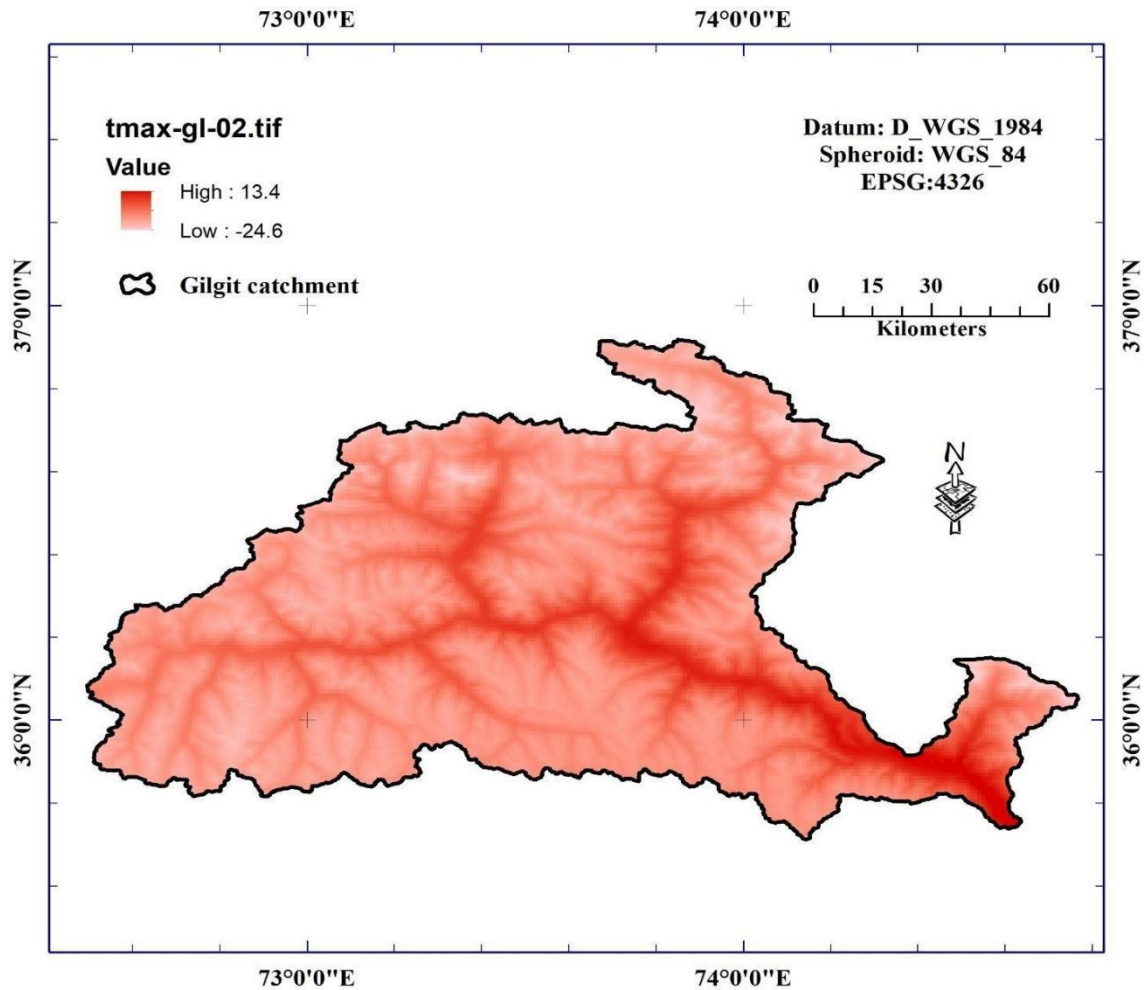 73°0'0"E
74°0'0"E
tmax-gl-02.tif
Value
High : 13.4
Low : -24.6
Gilgit catchment
Datum: D_WGS_1984
Spheroid: WGS_84
EPSG:4326
0 15 30 60
Kilometers
N
37°0'0"N
37°0'0"N
36°0'0"N
36°0'0"N
73°0'0"E
74°0'0"E